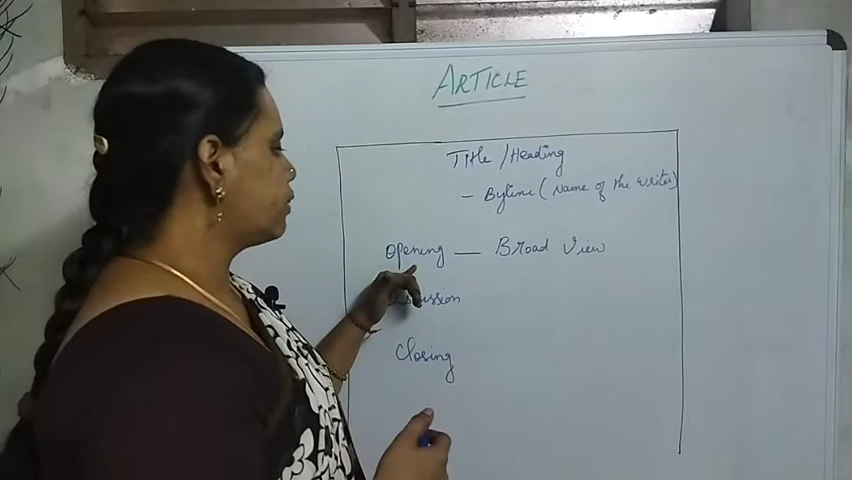 ARTICLE
Title /Heading
- Byline ( Name of the writer)
Opening — Broad View
Closing